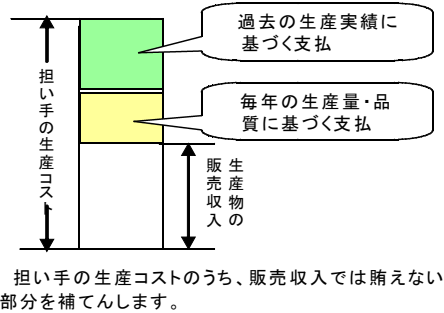 過去の生産実績に
基づく支払
毎年の生産量・品
質に基づく支払
担い手の生産コスト
生産物の
販売収入
担い手の生産コストのうち、販売収入では賄えない
部分を補てんします。